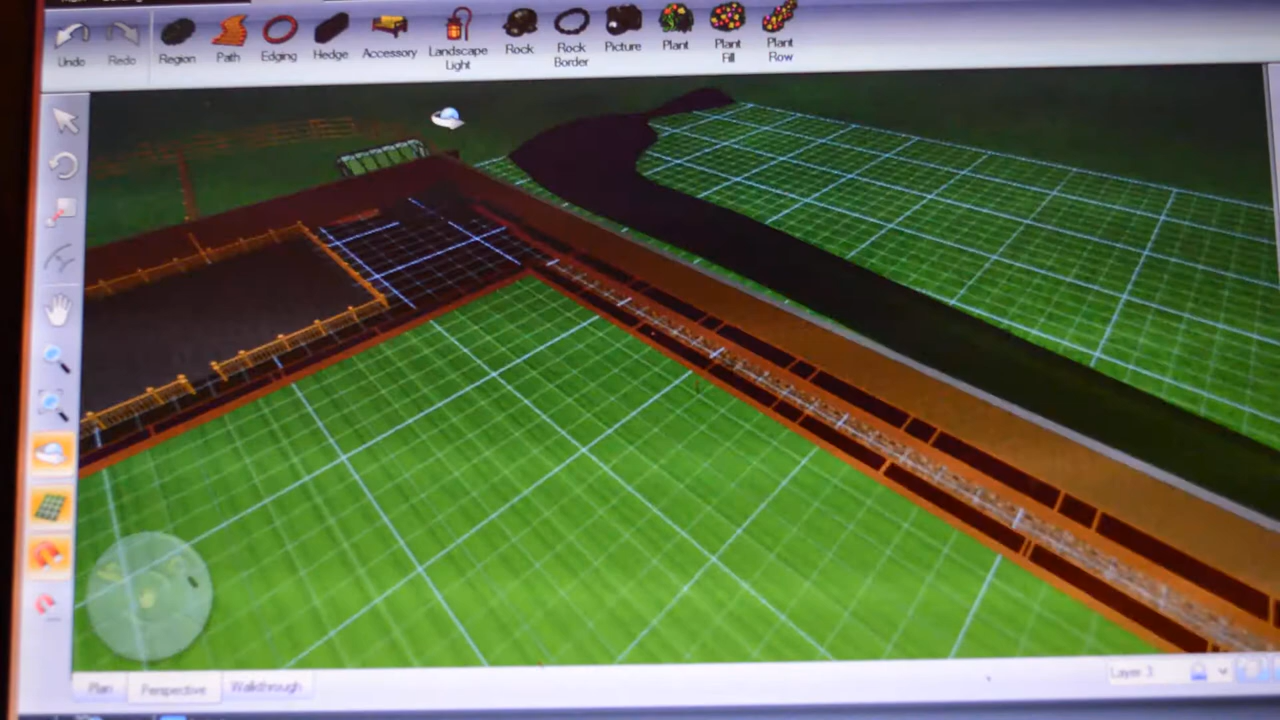 Undo
Redo
Region
Path
Edging
Hedge
Accessory
Landscape
Light
Rock
Rock
Border
Picture
Plant
Plant
Fill
Plant
Row
Plan
Perspective
Walkthrough
Layer 3